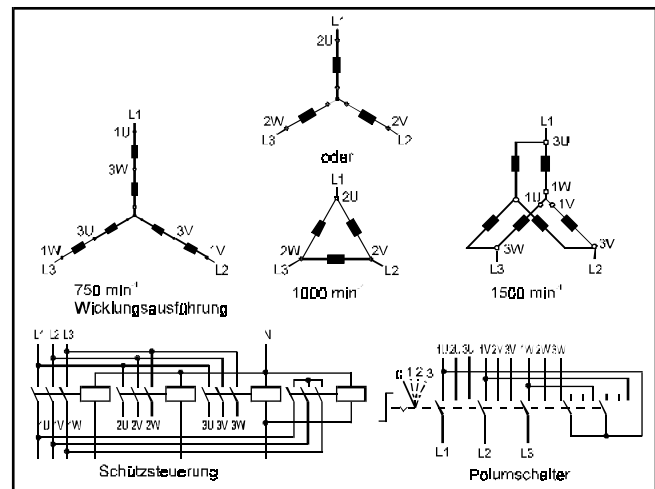 L1
2U
2W
2V
L3
L2
oder
L1
1U
3W
3U
3V
1W
1V
L3
L2
750 min⁻¹
Wicklungsausführung
L1
2U
2W
2V
L3
L2
1000 min⁻¹
L1
3U
1W
1U
1V
3W
3V
L3
L2
1500 min⁻¹
L1 L2 L3 N
1U 1V 1W 2U 2V 2W 3U 3V 3W
Schützsteuerung
1U 2U 3U 1V 2V 3V 1W 2W 3W
0 1 2 3
L1 L2 L3
Polumschalter